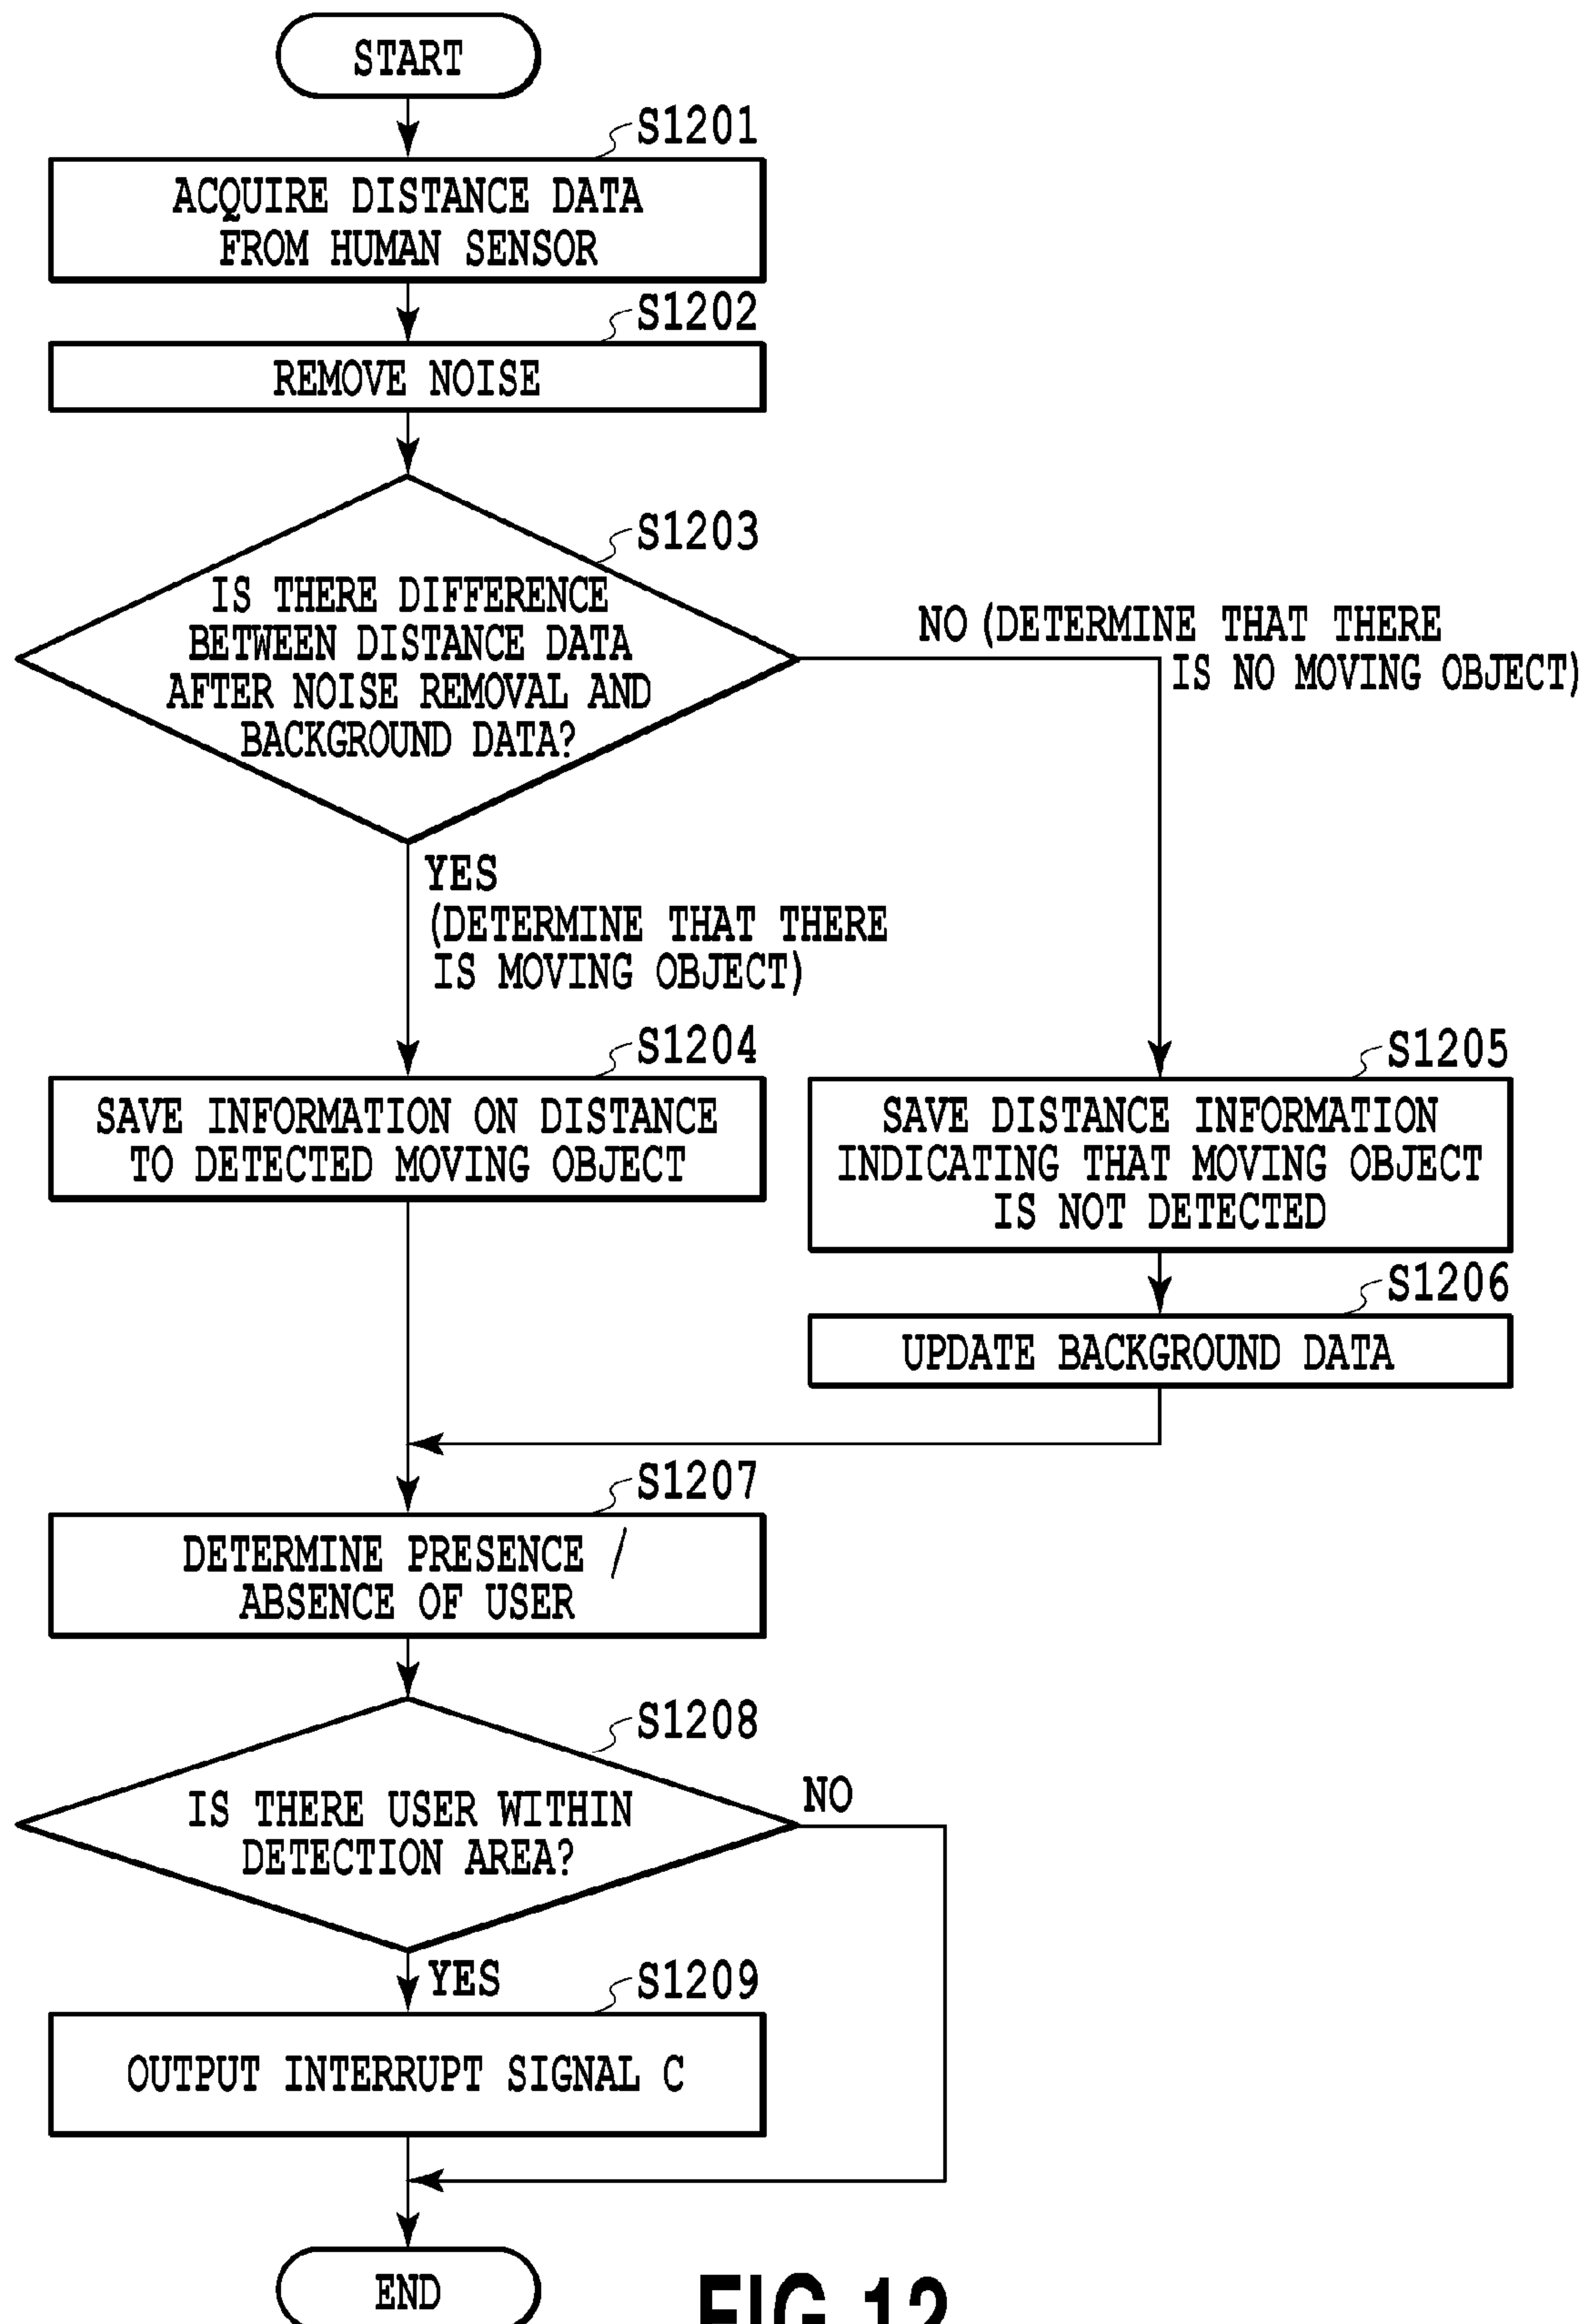 START
S1201
ACQUIRE DISTANCE DATA
FROM HUMAN SENSOR
S1202
REMOVE NOISE
S1203
IS THERE DIFFERENCE
BETWEEN DISTANCE DATA
AFTER NOISE REMOVAL AND
BACKGROUND DATA?
NO (DETERMINE THAT THERE
IS NO MOVING OBJECT)
YES
(DETERMINE THAT THERE
IS MOVING OBJECT)
S1204
SAVE INFORMATION ON DISTANCE
TO DETECTED MOVING OBJECT
S1205
SAVE DISTANCE INFORMATION
INDICATING THAT MOVING OBJECT
IS NOT DETECTED
S1206
UPDATE BACKGROUND DATA
S1207
DETERMINE PRESENCE /
ABSENCE OF USER
S1208
IS THERE USER WITHIN
DETECTION AREA?
NO
YES
S1209
OUTPUT INTERRUPT SIGNAL C
END
FIG.12